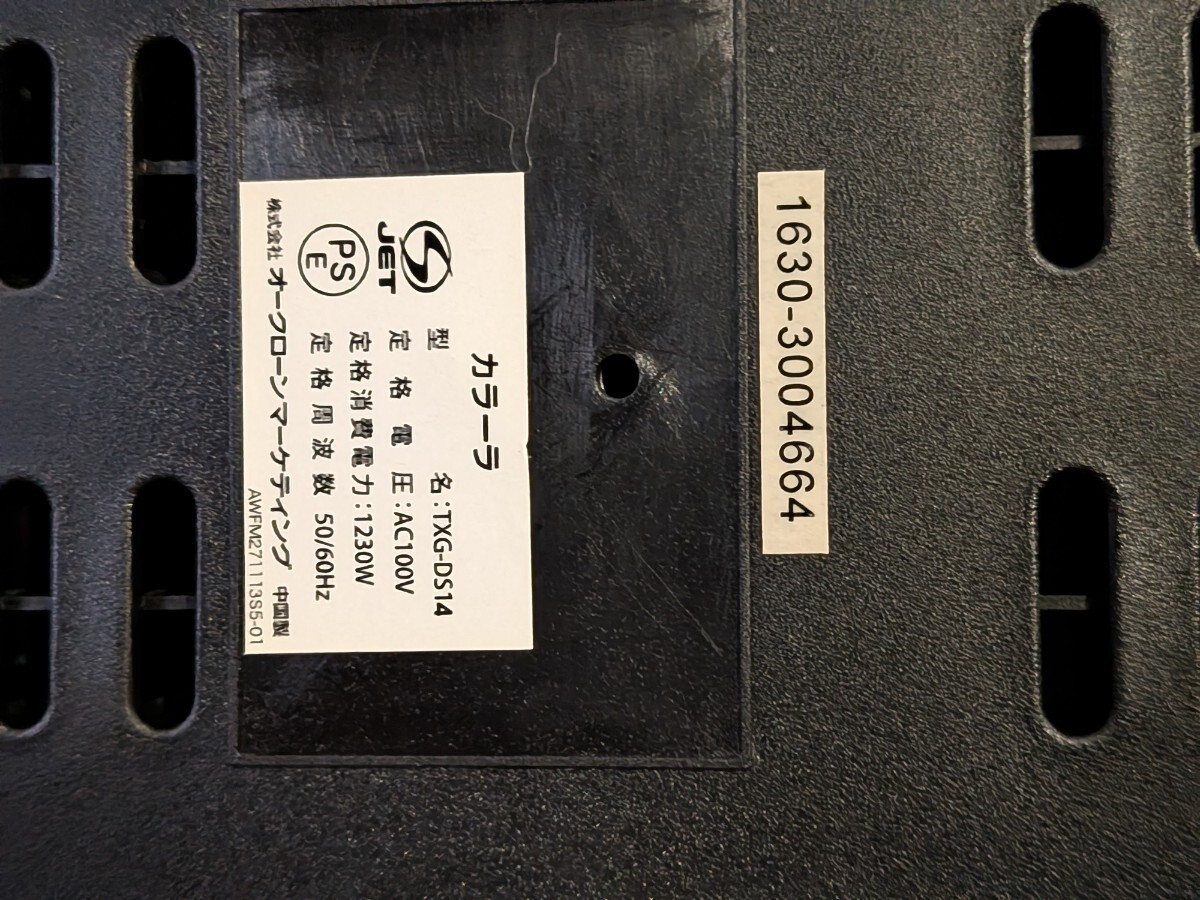 1630-3004664
カラーラ
型 名:TXG-DS14
定格電圧:AC100V
定格消費電力:1230W
定格周波数 50/60Hz
S
JET
PS
E
株式会社 オークローンマーケティング 中国製
AWFM271113S5-01